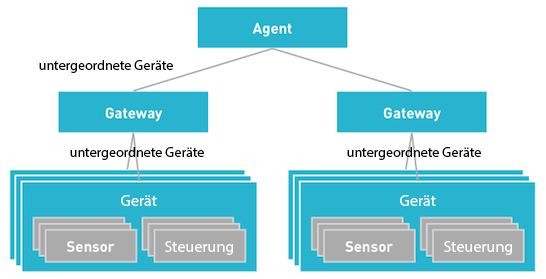 Agent
untergeordnete Geräte
Gateway
Gateway
untergeordnete Geräte
untergeordnete Geräte
Gerät
Gerät
Sensor
Steuerung
Sensor
Steuerung